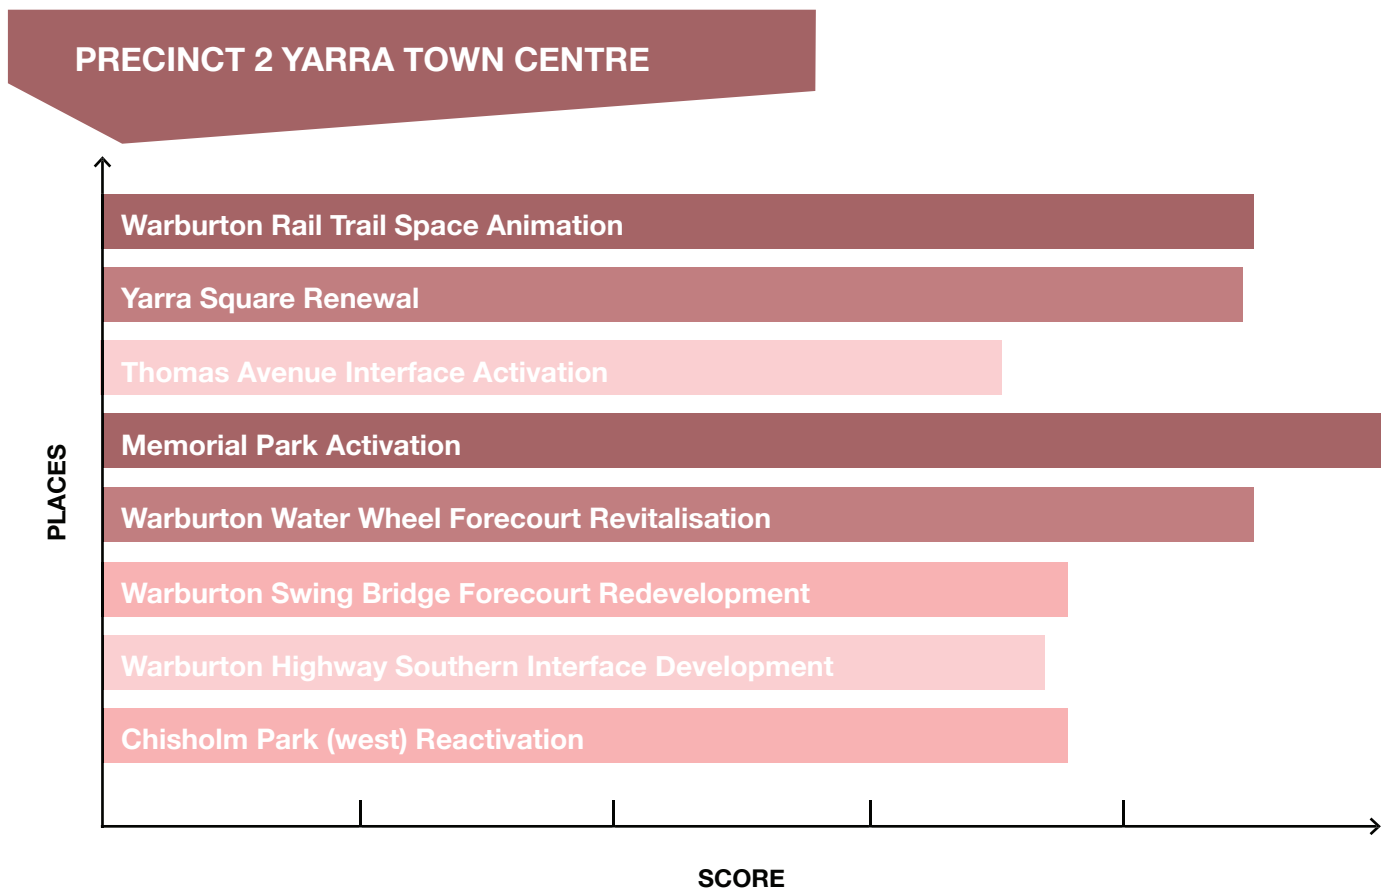 PRECINCT 2 YARRA TOWN CENTRE
Warburton Rail Trail Space Animation
Yarra Square Renewal
Thomas Avenue Interface Activation
Memorial Park Activation
Warburton Water Wheel Forecourt Revitalisation
Warburton Swing Bridge Forecourt Redevelopment
Warburton Highway Southern Interface Development
Chisholm Park (west) Reactivation
PLACES
SCORE